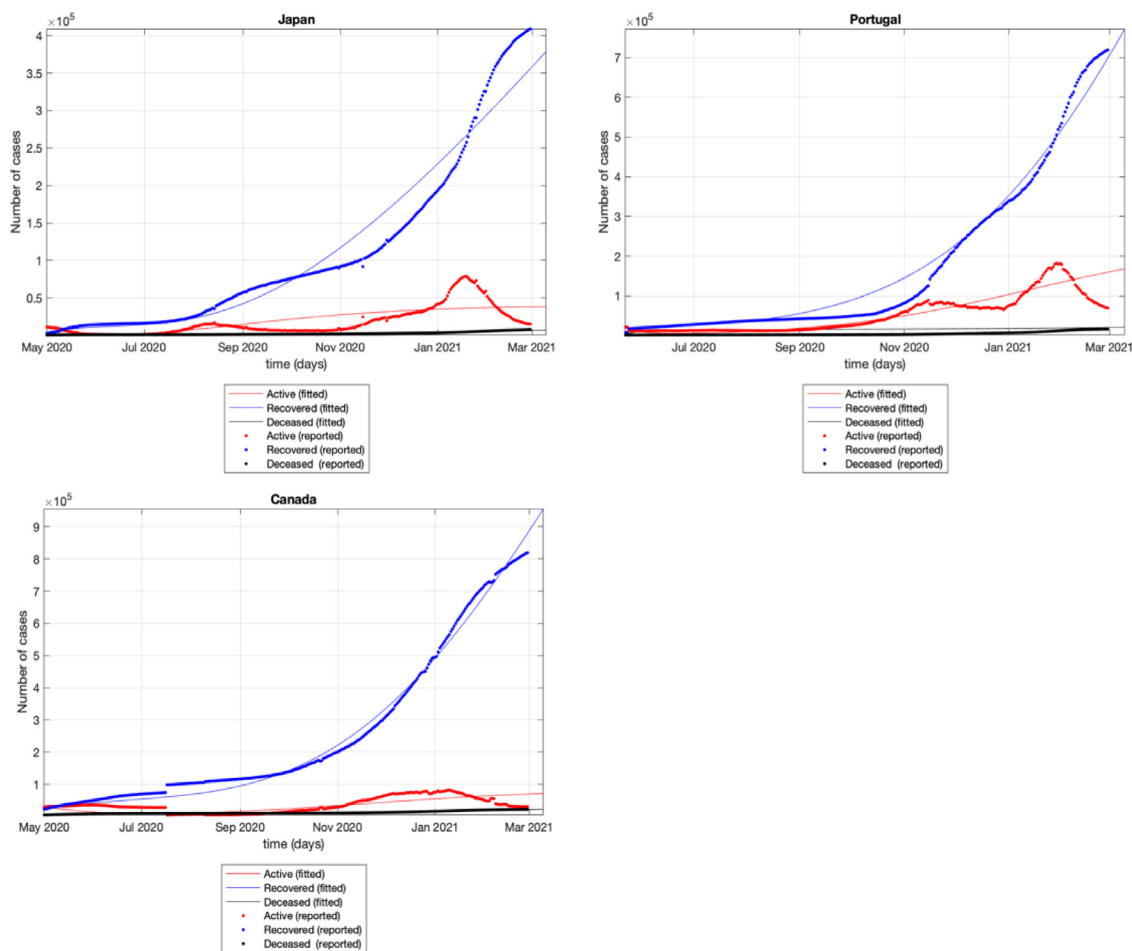 Japan
×10⁵
4
3.5
3
2.5
2
1.5
1
0.5
Number of cases
May 2020 Jul 2020 Sep 2020 Nov 2020 Jan 2021 Mar 2021
time (days)
Active (fitted)
Recovered (fitted)
Deceased (fitted)
Active (reported)
Recovered (reported)
Deceased (reported)
Portugal
×10⁵
7
6
5
4
3
2
1
Number of cases
Jul 2020 Sep 2020 Nov 2020 Jan 2021 Mar 2021
time (days)
Active (fitted)
Recovered (fitted)
Deceased (fitted)
Active (reported)
Recovered (reported)
Deceased (reported)
Canada
×10⁵
9
8
7
6
5
4
3
2
1
Number of cases
May 2020 Jul 2020 Sep 2020 Nov 2020 Jan 2021 Mar 2021
time (days)
Active (fitted)
Recovered (fitted)
Deceased (fitted)
Active (reported)
Recovered (reported)
Deceased (reported)